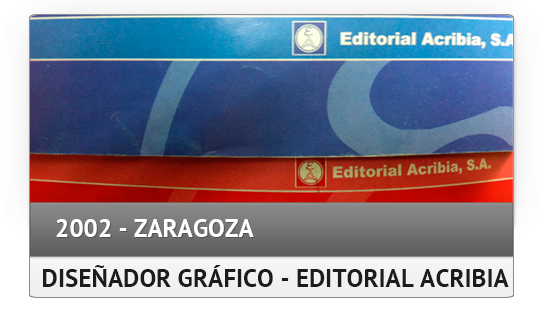 Editorial Acribia, S.A
Editorial Acribia, S.A.
2002 - ZARAGOZA
DISEÑADOR GRÁFICO - EDITORIAL ACRIBIA